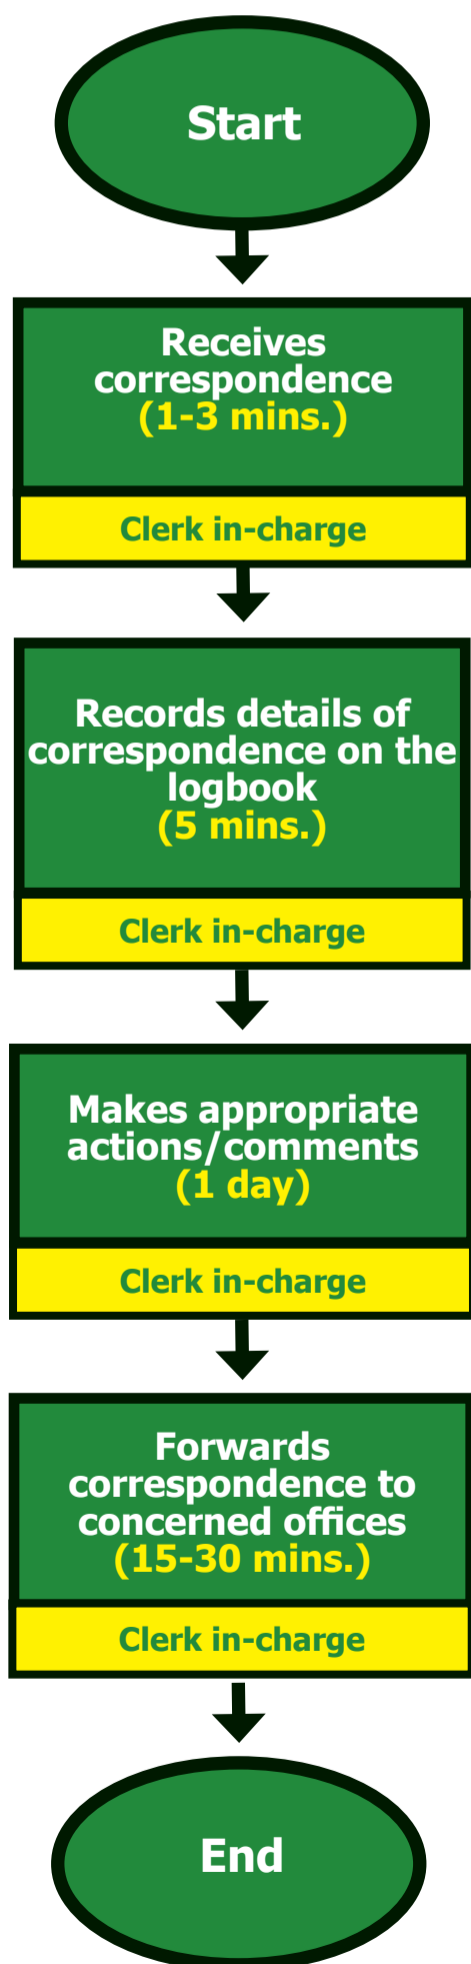 Start
Receives
correspondence
(1-3 mins.)
Clerk in-charge
Records details of
correspondence on the
logbook
(5 mins.)
Clerk in-charge
Makes appropriate
actions/comments
(1 day)
Clerk in-charge
Forwards
correspondence to
concerned offices
(15-30 mins.)
Clerk in-charge
End